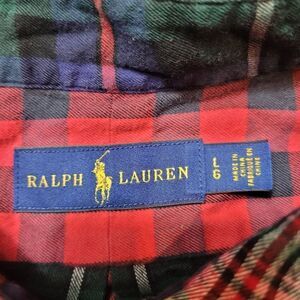 RALPH LAUREN
L
G
MADE IN
CHINA
FABRIQUÉ EN
CHINE